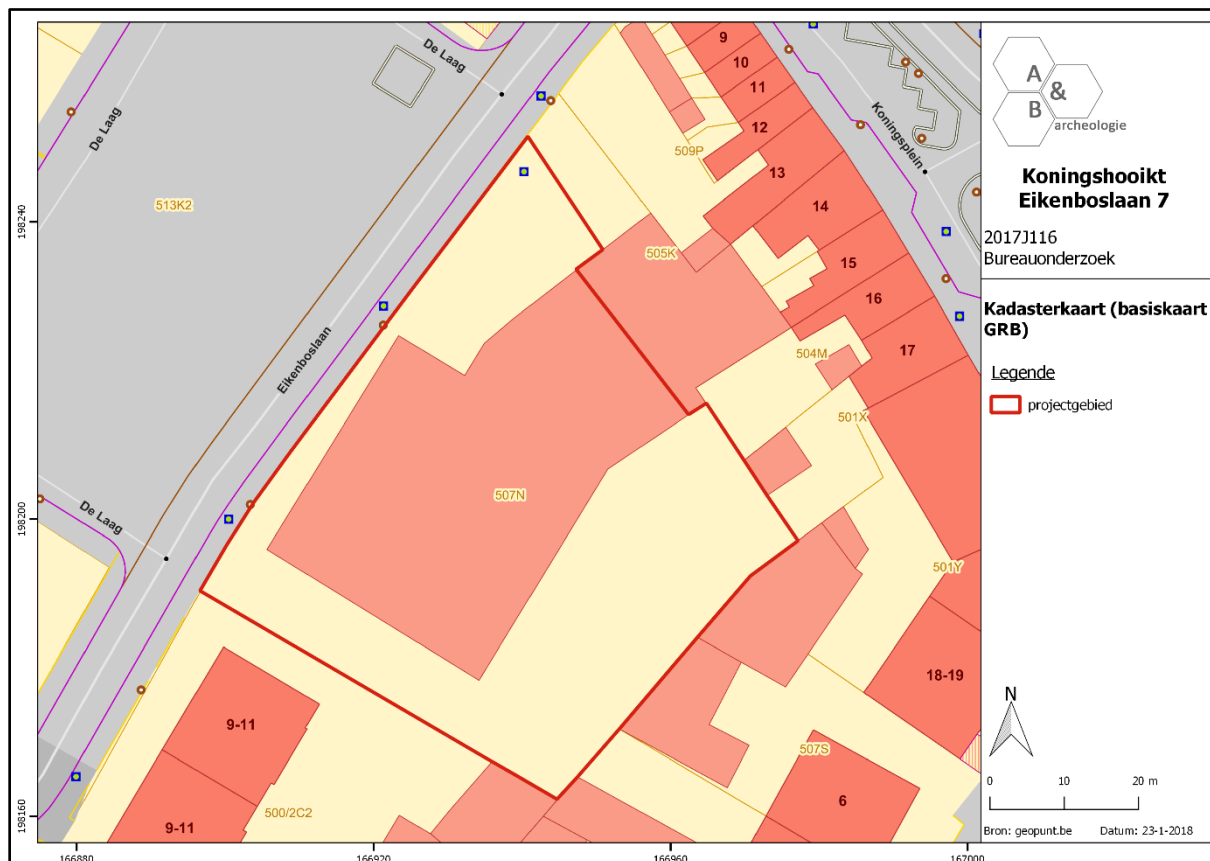 De Laag
De Laag
513K2
Eikenboslaan
De Laag
9
10
11
12
509P
13
14
15
16
17
505K
504M
501X
507N
501Y
18-19
507S
6
9-11
9-11
500/2C2
Koningsplein
198240
198200
198160
166880
166920
166960
167000
A
&
B
archeologie
Koningshooikt
Eikenboslaan 7
2017J116
Bureauonderzoek
Kadasterkaart (basiskaart
GRB)
Legende
projectgebied
N
0 10 20 m
Bron: geopunt.be Datum: 23-1-2018